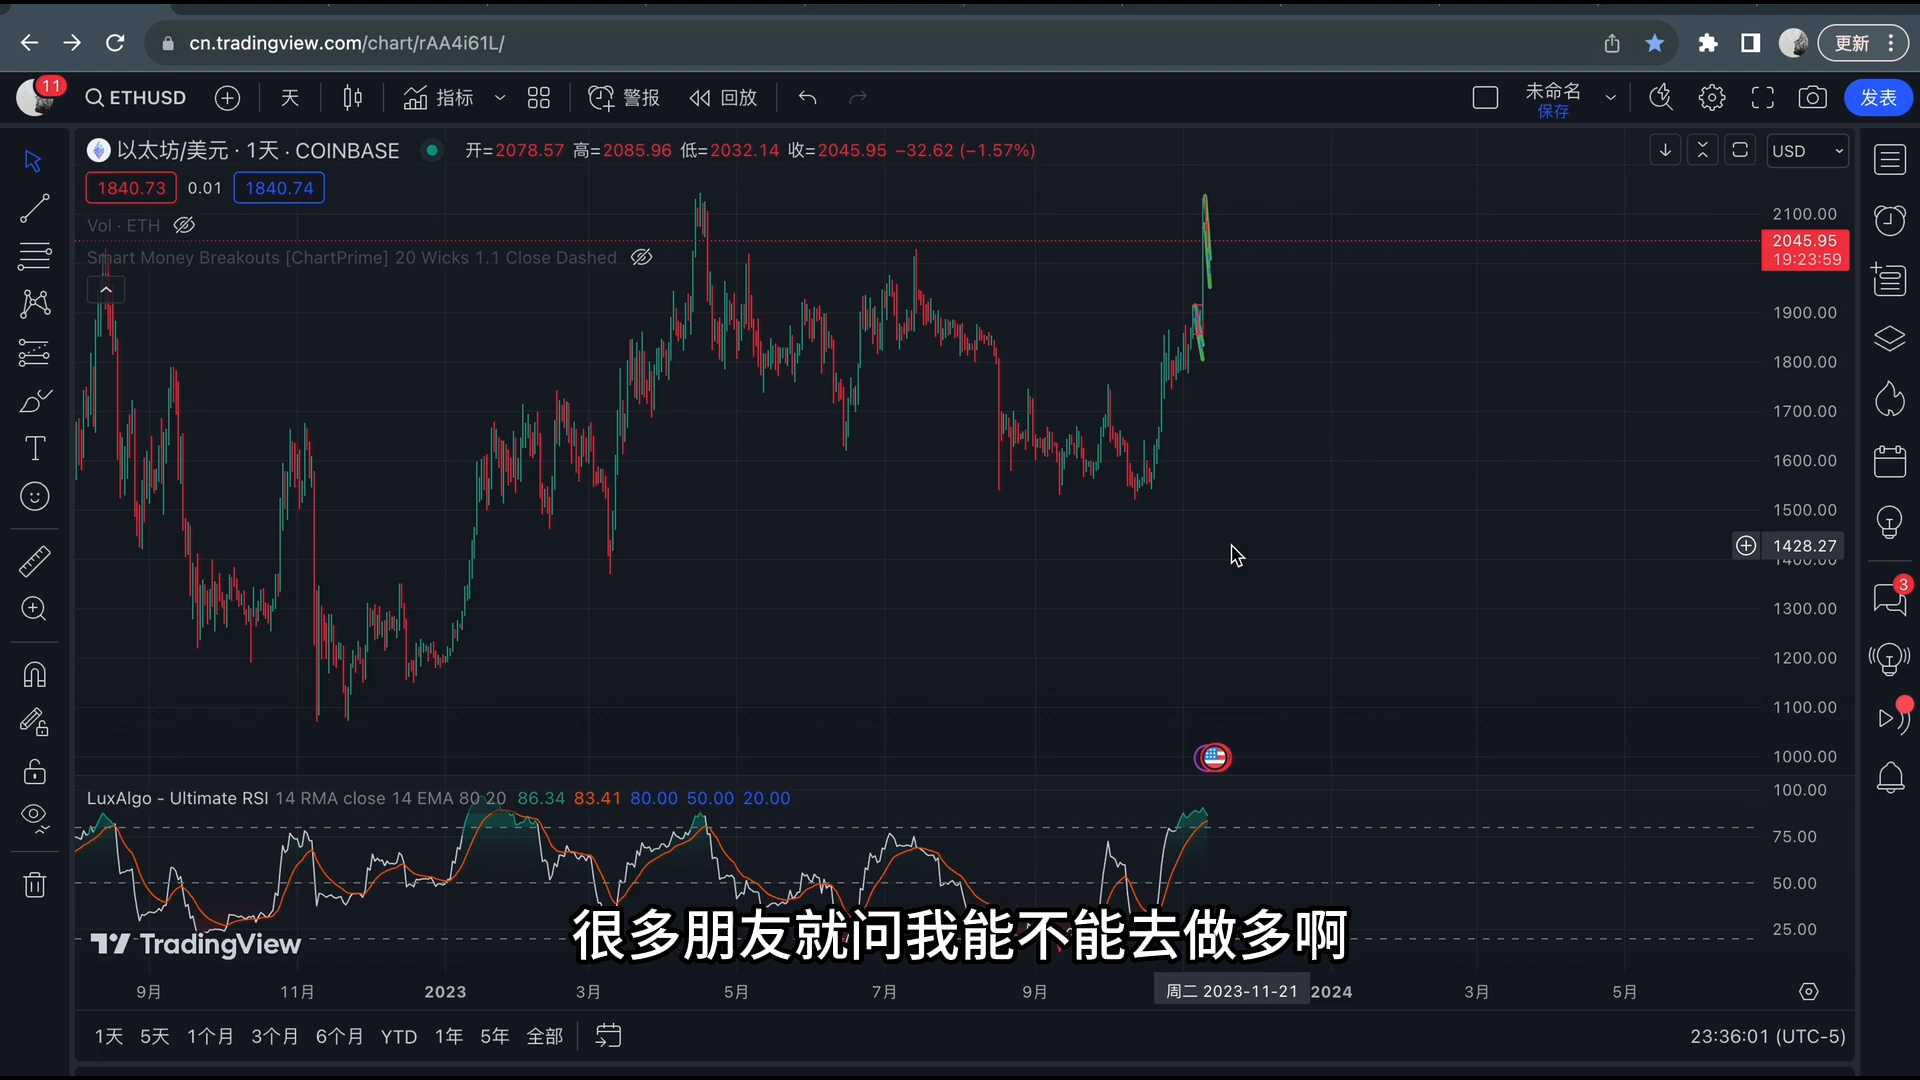 cn.tradingview.com/chart/rAA4i61L/
更新
11
ETHUSD
天
指标
警报
回放
未命名
保存
发表
以太坊/美元 · 1天 · COINBASE
开=2078.57 高=2085.96 低=2032.14 收=2045.95 −32.62 (−1.57%)
USD
1840.73
0.01
1840.74
Vol · ETH
Smart Money Breakouts [ChartPrime] 20 Wicks 1.1 Close Dashed
2100.00
2045.95
19:23:59
1900.00
1800.00
1700.00
1600.00
1500.00
1428.27
1400.00
1300.00
1200.00
1100.00
1000.00
3
LuxAlgo - Ultimate RSI 14 RMA close 14 EMA 80 20 86.34 83.41 80.00 50.00 20.00
100.00
75.00
50.00
25.00
很多朋友就问我能不能去做多啊
TradingView
9月
11月
2023
3月
5月
7月
9月
周二 2023-11-21
2024
3月
5月
1天
5天
1个月
3个月
6个月
YTD
1年
5年
全部
23:36:01 (UTC-5)